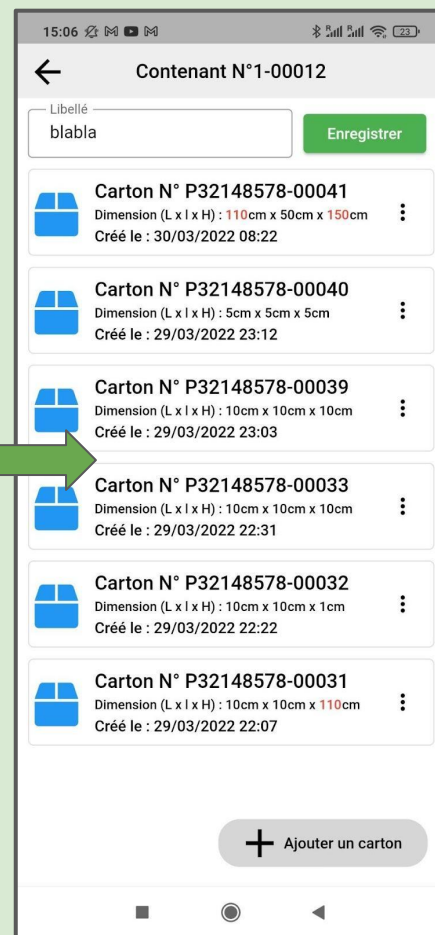 15:06 23
Contenant N°1-00012
Libellé
blabla
Enregistrer
Carton N° P32148578-00041
Dimension (L x l x H) : 110cm x 50cm x 150cm
Créé le : 30/03/2022 08:22
Carton N° P32148578-00040
Dimension (L x l x H) : 5cm x 5cm x 5cm
Créé le : 29/03/2022 23:12
Carton N° P32148578-00039
Dimension (L x l x H) : 10cm x 10cm x 10cm
Créé le : 29/03/2022 23:03
Carton N° P32148578-00033
Dimension (L x l x H) : 10cm x 10cm x 10cm
Créé le : 29/03/2022 22:31
Carton N° P32148578-00032
Dimension (L x l x H) : 10cm x 10cm x 1cm
Créé le : 29/03/2022 22:22
Carton N° P32148578-00031
Dimension (L x l x H) : 10cm x 10cm x 110cm
Créé le : 29/03/2022 22:07
Ajouter un carton